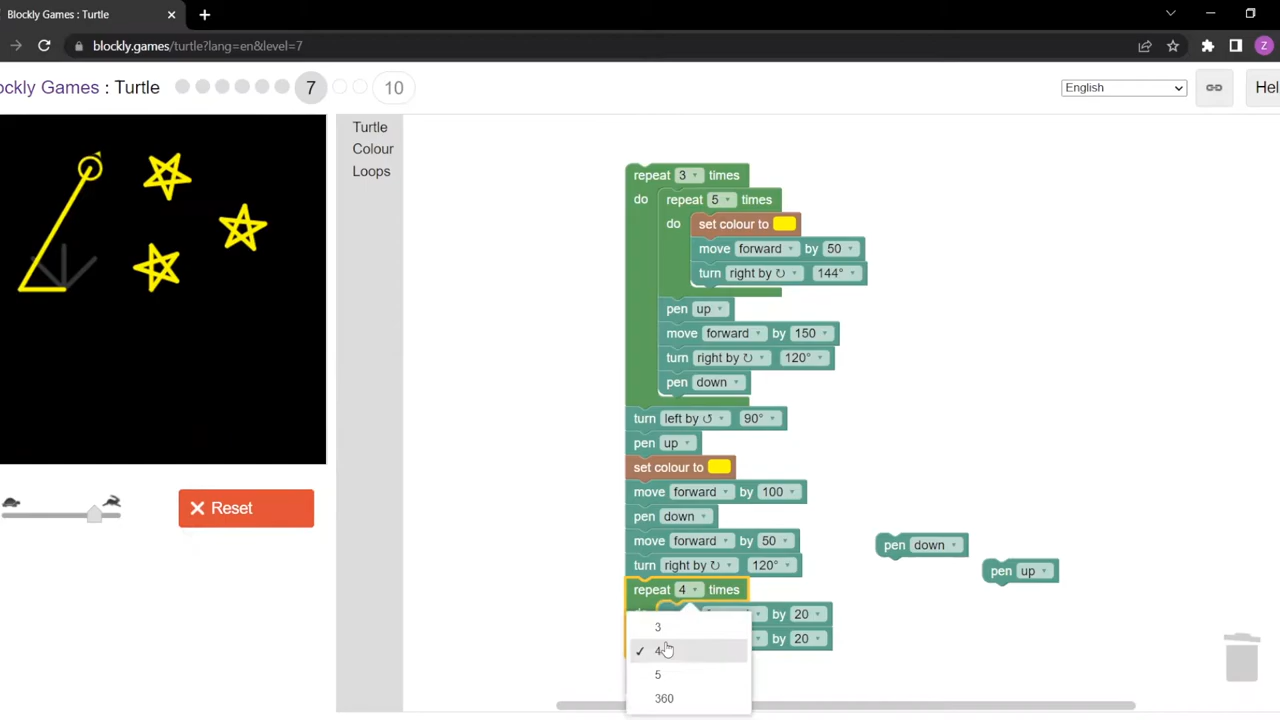 Blockly Games : Turtle
blockly.games/turtle?lang=en&level=7
Z
ockly Games : Turtle
7
10
English
Hel
Turtle
Colour
Loops
repeat 3 times
do repeat 5 times
do set colour to
move forward by 50
turn right by ↻ 144°
pen up
move forward by 150
turn right by ↻ 120°
pen down
turn left by ↺ 90°
pen up
set colour to
move forward by 100
pen down
move forward by 50
turn right by ↻ 120°
repeat 4 times
by 20
by 20
3
✓ 4
5
360
pen down
pen up
Reset